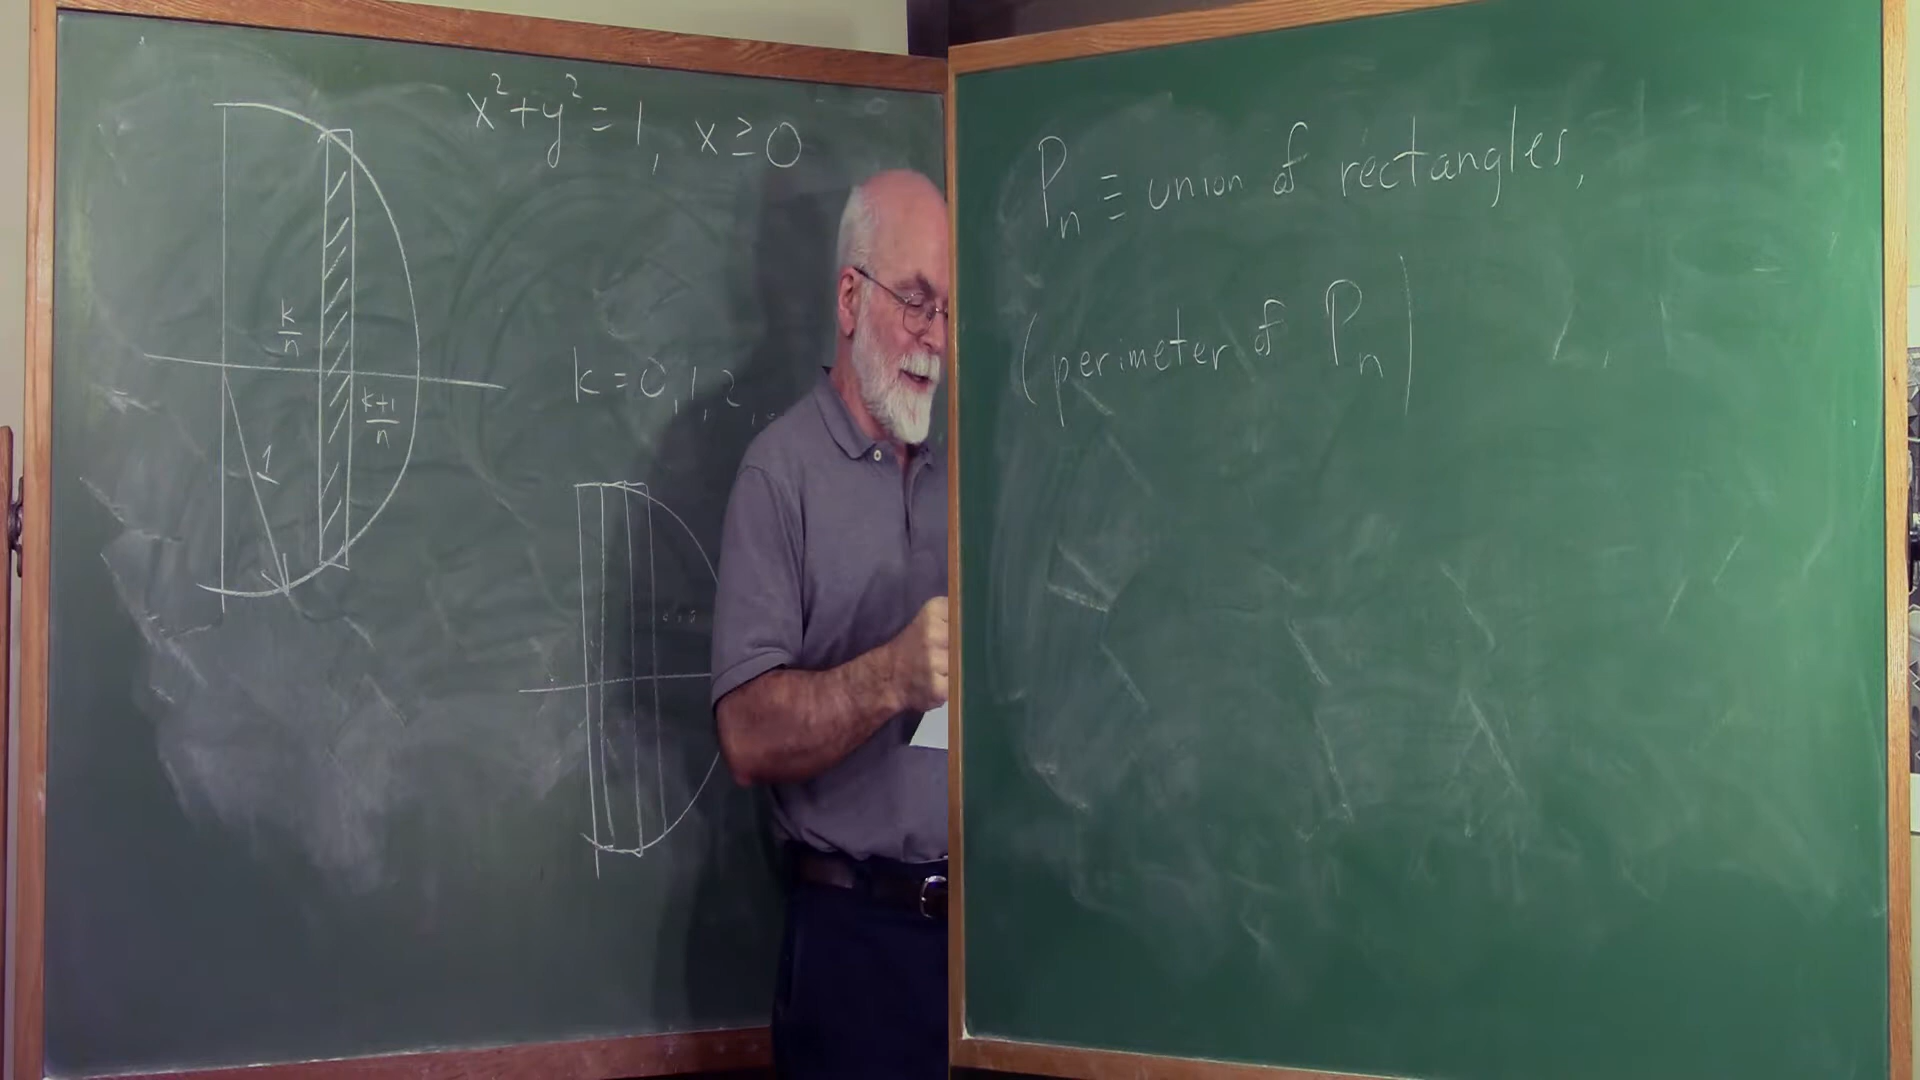 x² + y² = 1, x ≥ 0
k/n
k+1/n
1
k = 0, 1, 2, ..
Pₙ ≡ union of rectangles,
(perimeter of Pₙ)